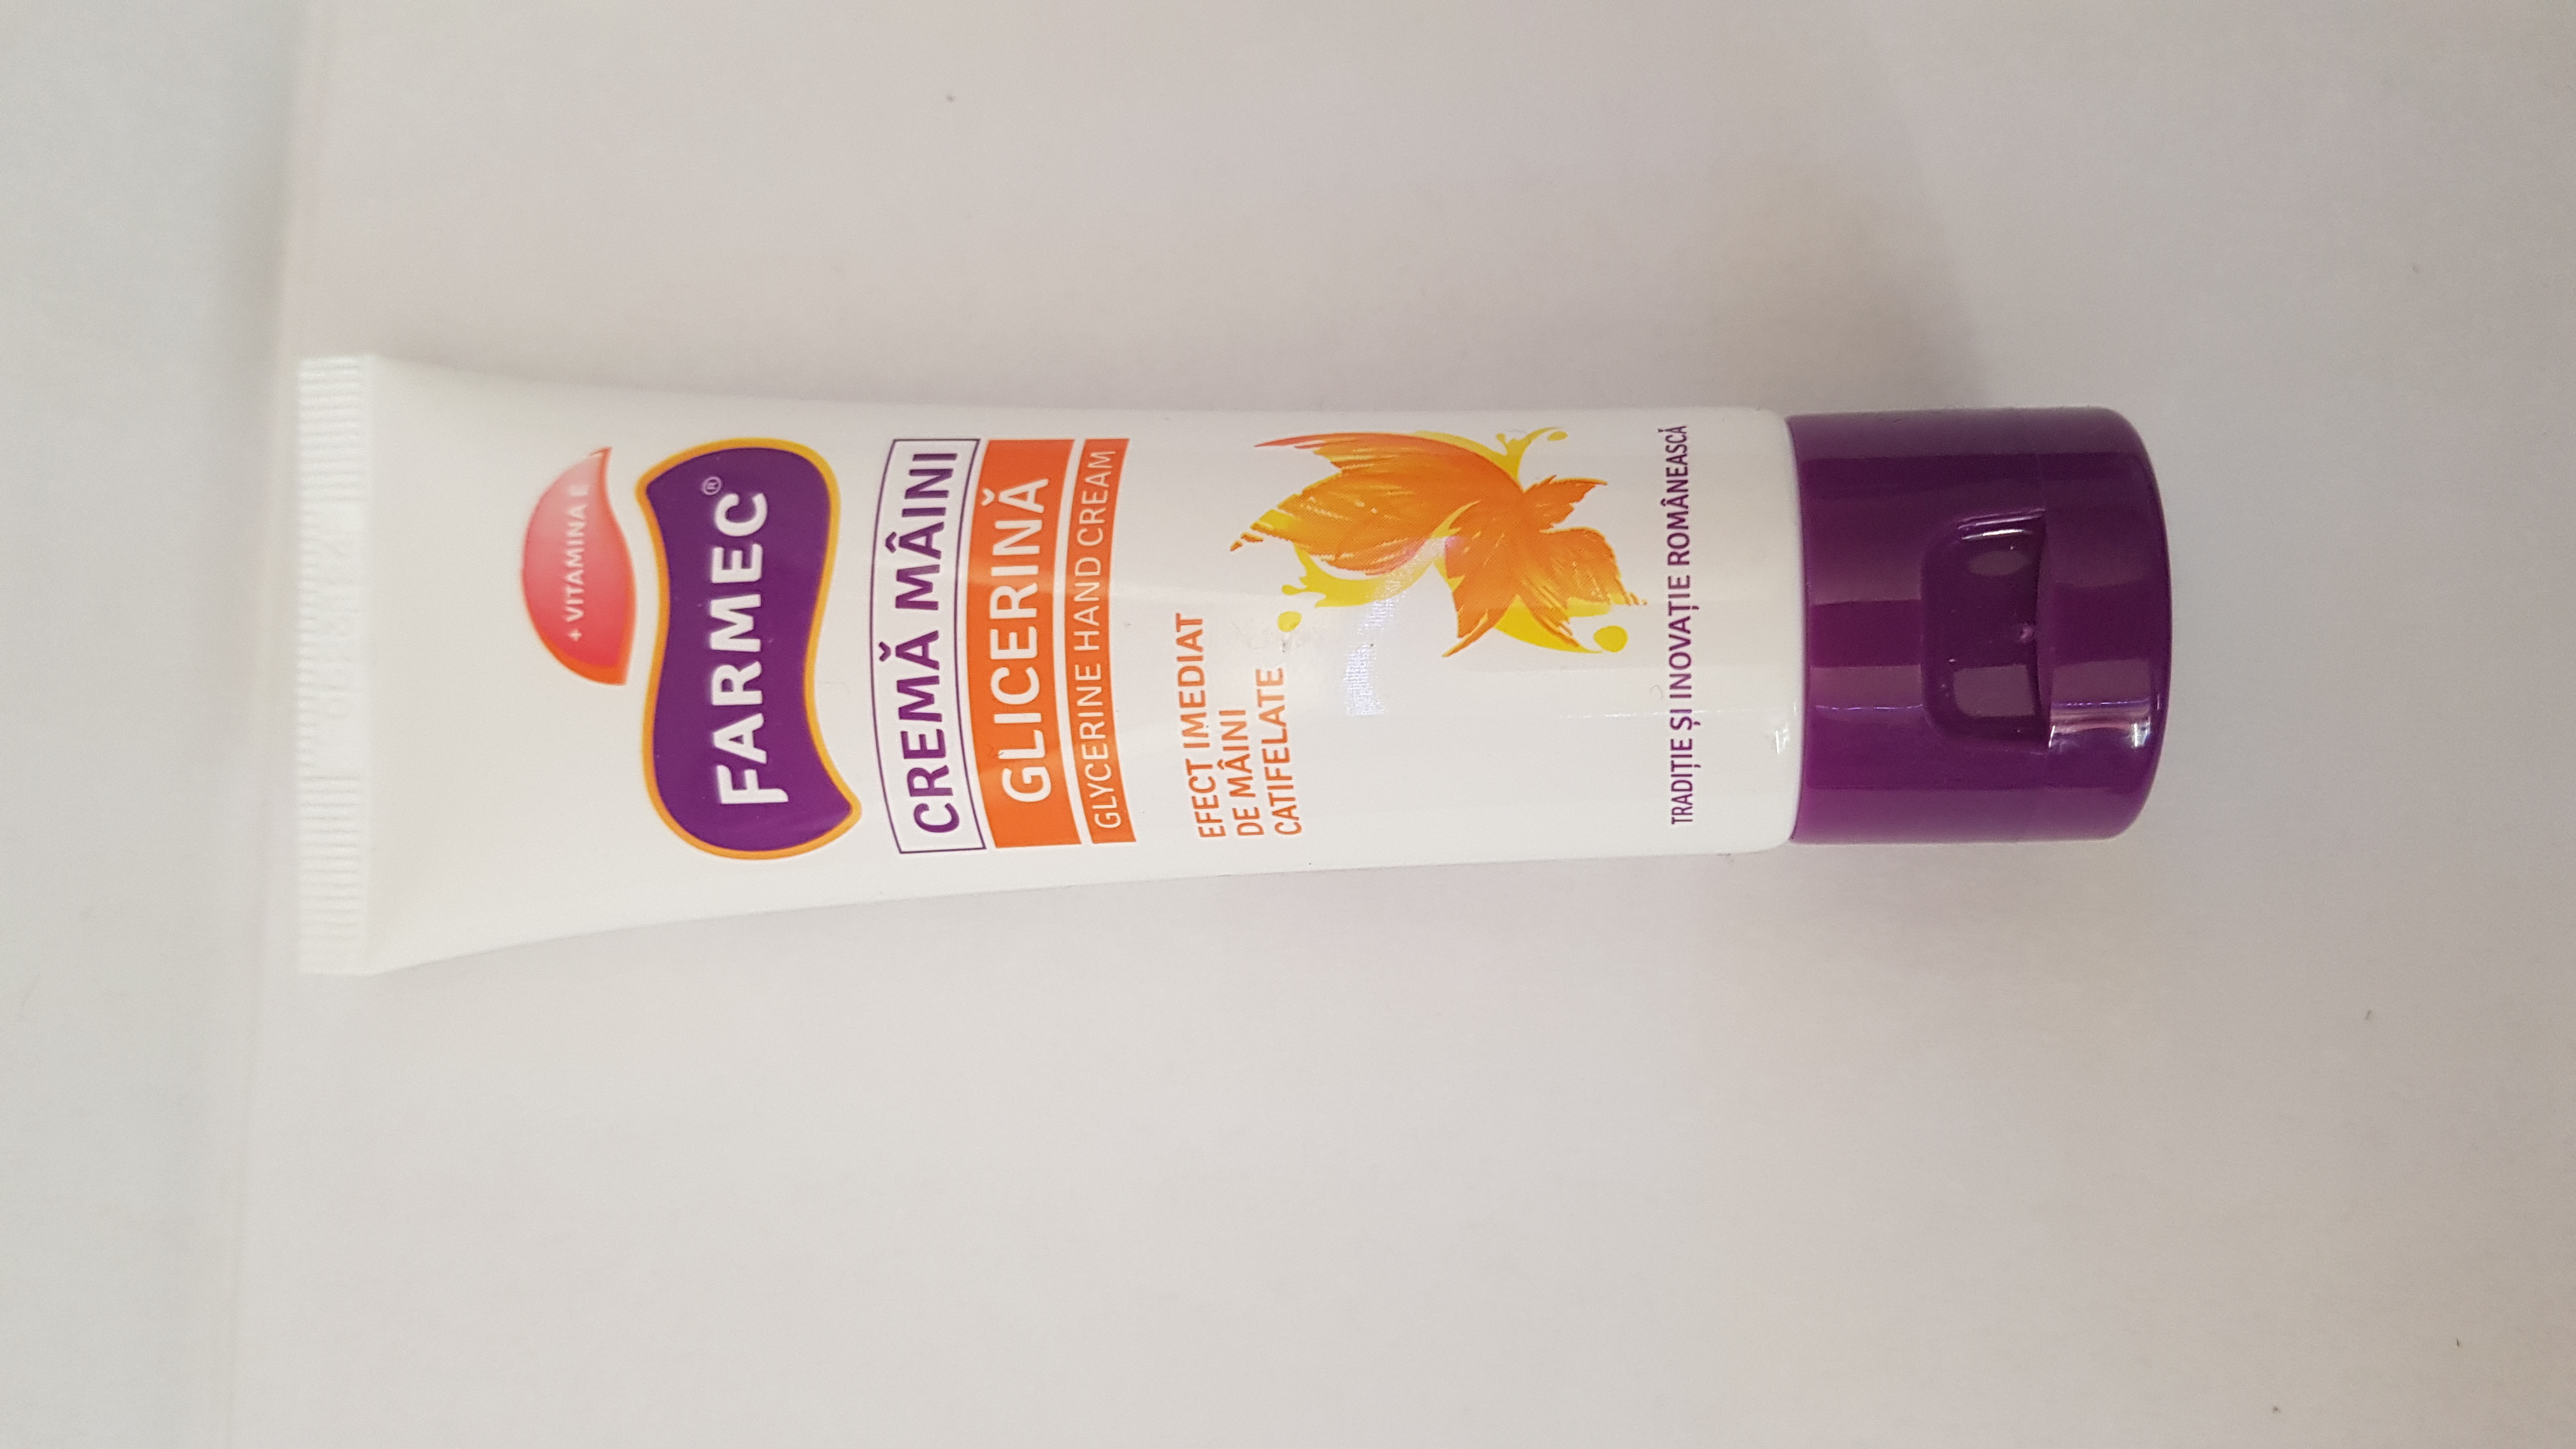 + VITAMINA E
FARMEC®
CREMĂ MÂINI
GLICERINĂ
GLYCERINE HAND CREAM
EFECT IMEDIAT
DE MÂINI
CATIFELATE
TRADIȚIE ȘI INOVAȚIE ROMÂNEASCĂ